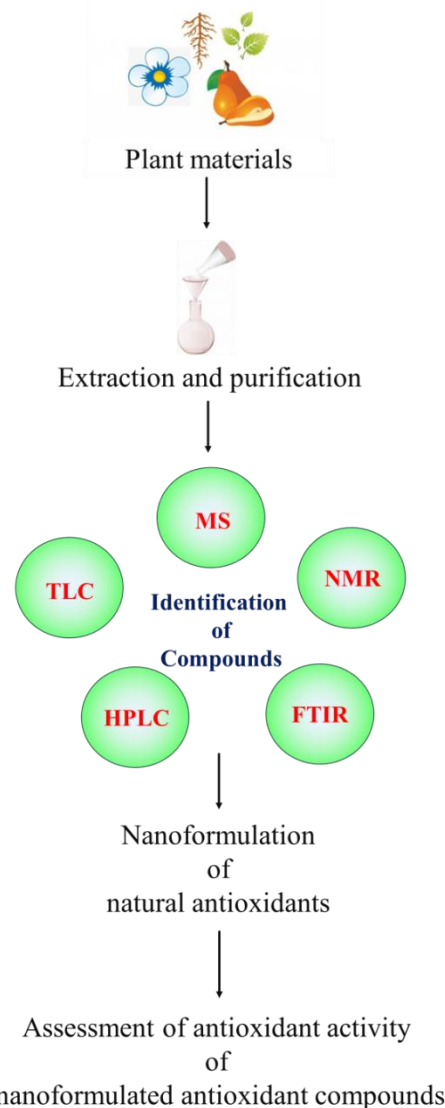 Plant materials
Extraction and purification
MS
TLC
NMR
Identification
of
Compounds
HPLC
FTIR
Nanoformulation
of
natural antioxidants
Assessment of antioxidant activity
of
nanoformulated antioxidant compounds